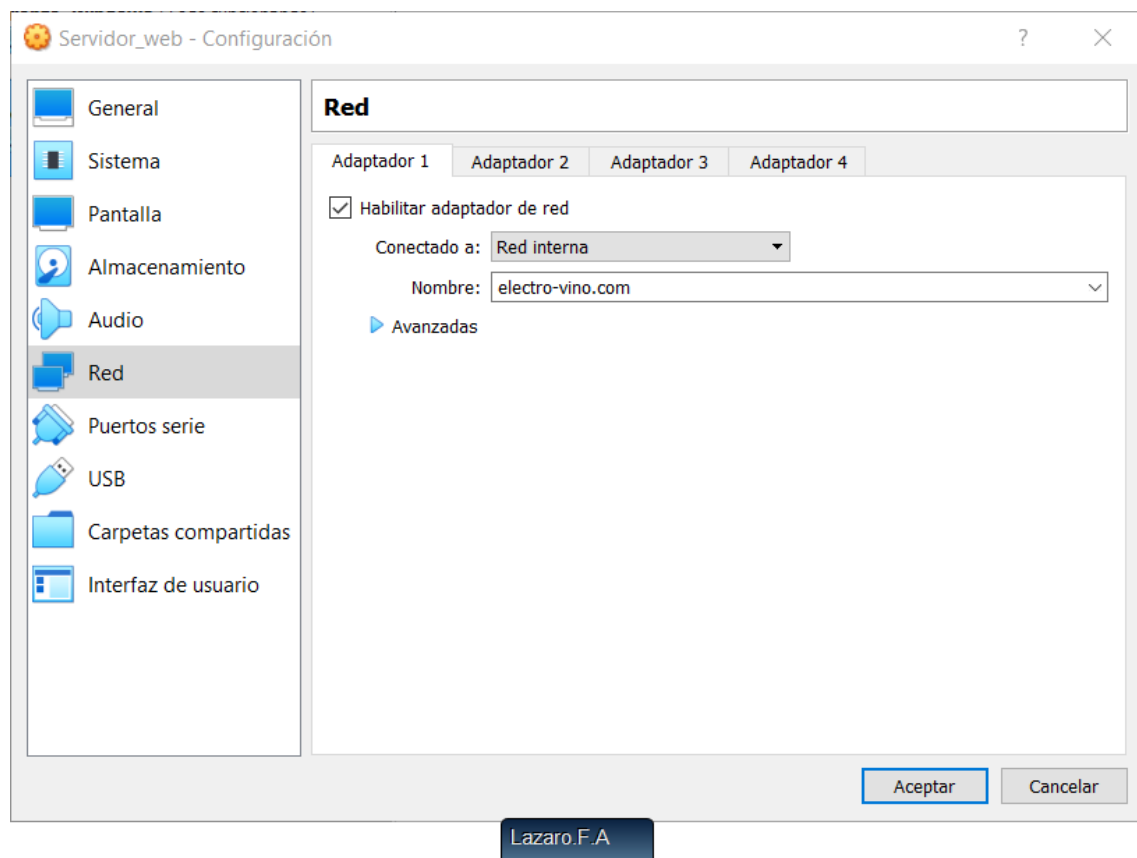 Servidor_web - Configuración
?
General
Sistema
Pantalla
Almacenamiento
Audio
Red
Puertos serie
USB
Carpetas compartidas
Interfaz de usuario
Red
Adaptador 1 Adaptador 2 Adaptador 3 Adaptador 4
Habilitar adaptador de red
Conectado a: Red interna
Nombre: electro-vino.com
Avanzadas
Aceptar Cancelar
Lazaro.F.A